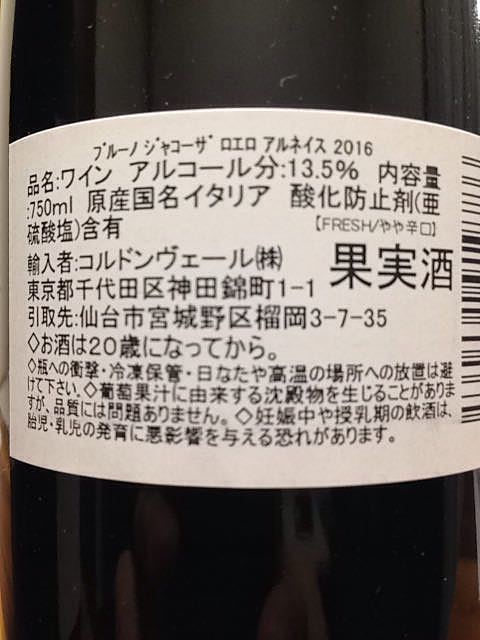 ﾌﾞﾙｰﾉ ｼﾞｬｺｰｻﾞ ﾛｴﾛ ｱﾙﾈｲｽ 2016
品名:ワイン アルコール分:13.5% 内容量
:750ml 原産国名イタリア 酸化防止剤(亜
硫酸塩)含有
【FRESH/やや辛口】
輸入者:コルドンヴェール㈱
果実酒
東京都千代田区神田錦町1-1
引取先:仙台市宮城野区榴岡3-7-35
◇お酒は20歳になってから。
◇瓶への衝撃・冷凍保管・日なたや高温の場所への放置は避
けて下さい。◇葡萄果汁に由来する沈殿物を生じることがありま
すが、品質には問題ありません。◇妊娠中や授乳期の飲酒は、
胎児・乳児の発育に悪影響を与える恐れがあります。